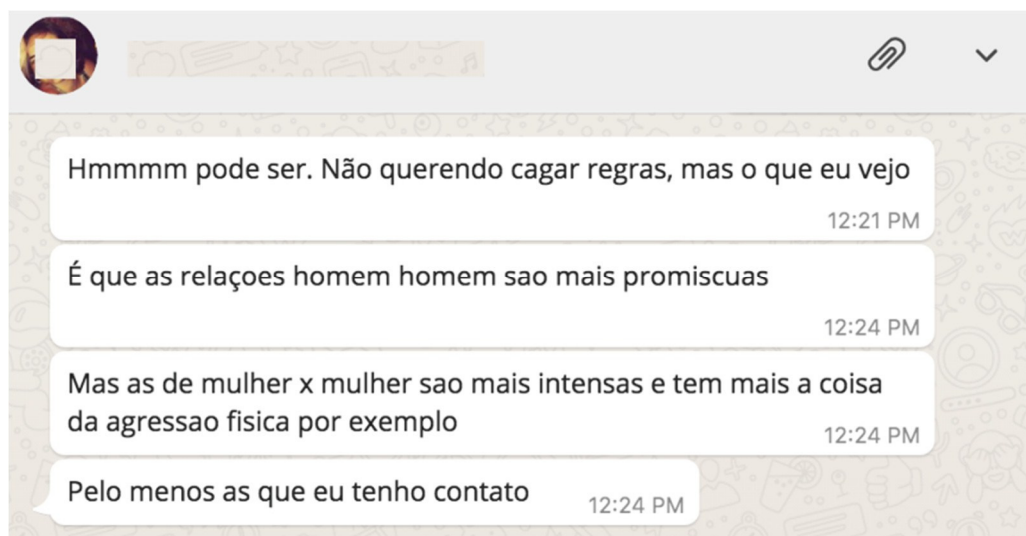 Hmmmm pode ser. Não querendo cagar regras, mas o que eu vejo
12:21 PM
É que as relaçoes homem homem sao mais promiscuas
12:24 PM
Mas as de mulher x mulher sao mais intensas e tem mais a coisa
da agressao fisica por exemplo
12:24 PM
Pelo menos as que eu tenho contato
12:24 PM